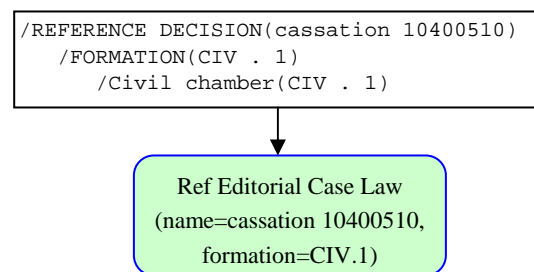 /REFERENCE DECISION(cassation 10400510)
/FORMATION(CIV . 1)
/Civil chamber(CIV . 1)
Ref Editorial Case Law
(name=cassation 10400510,
formation=CIV.1)